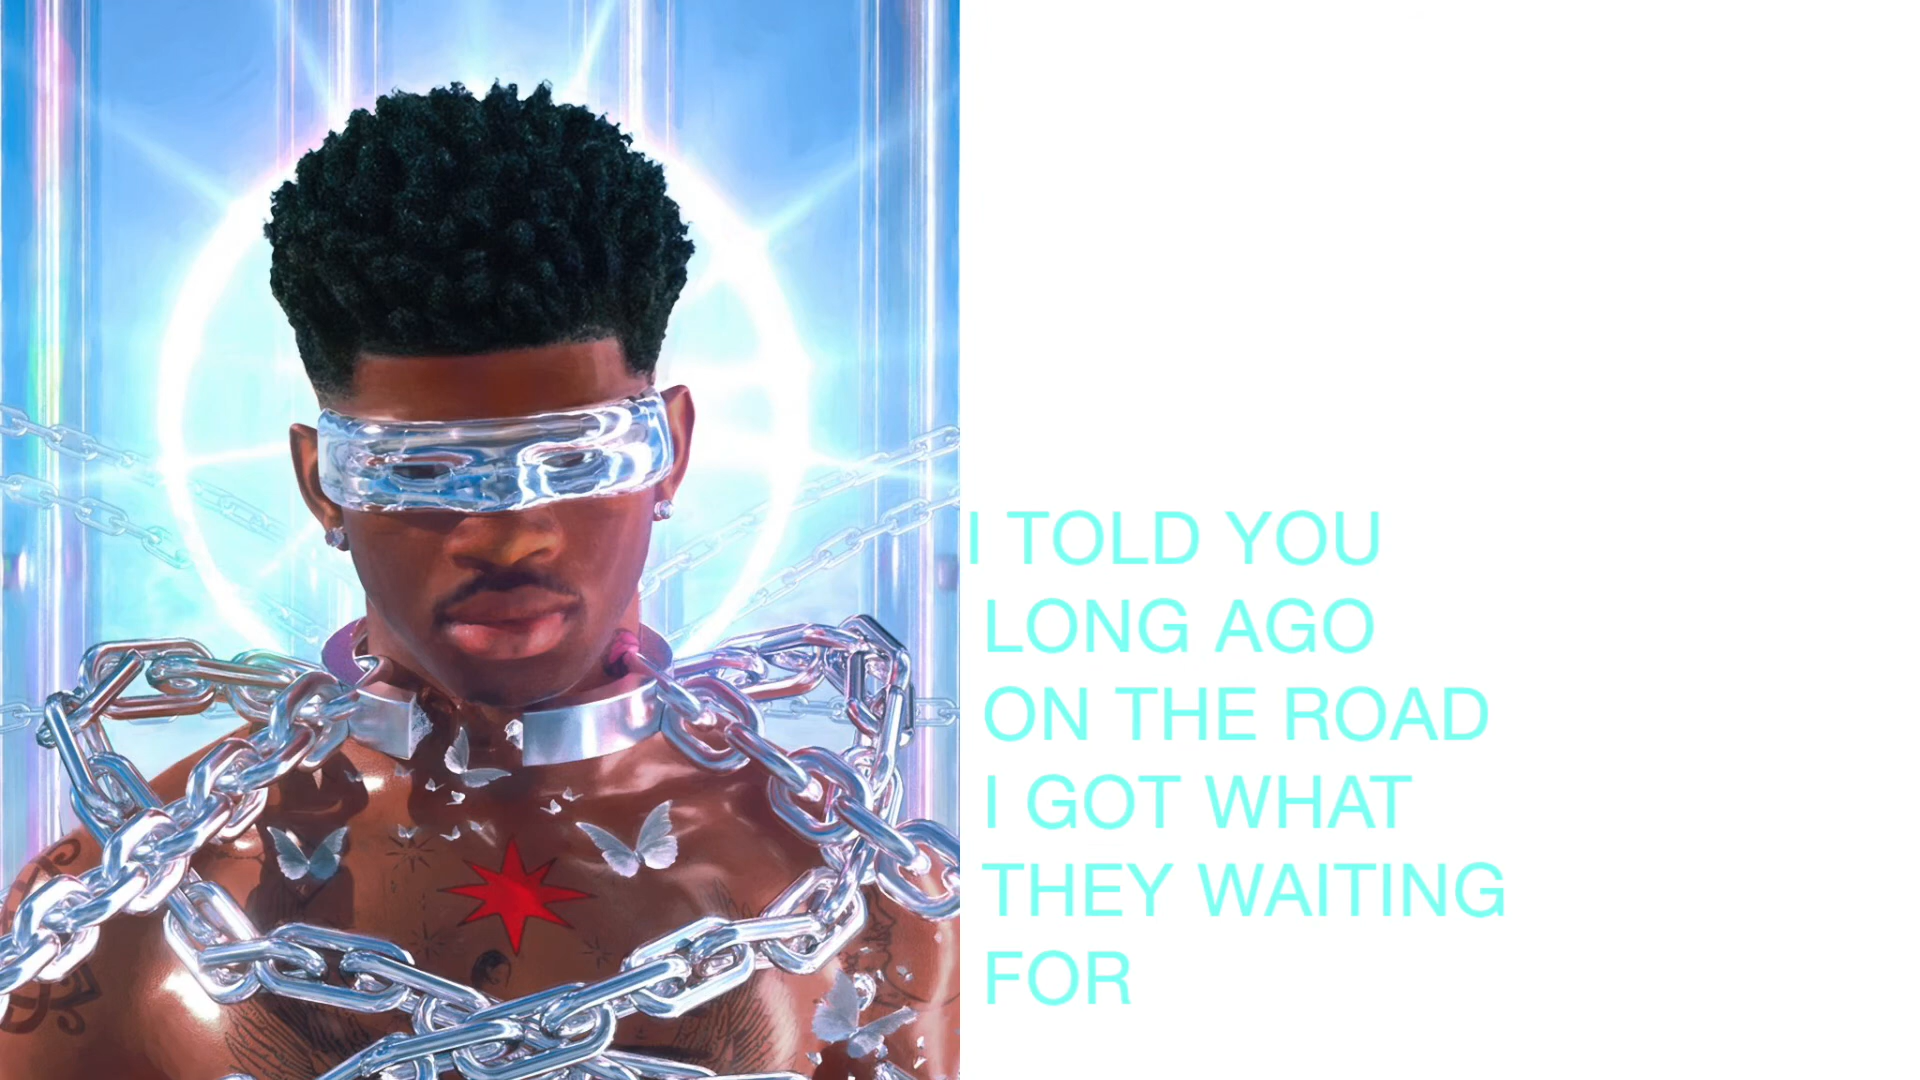 I TOLD YOU
LONG AGO
ON THE ROAD
I GOT WHAT
THEY WAITING
FOR